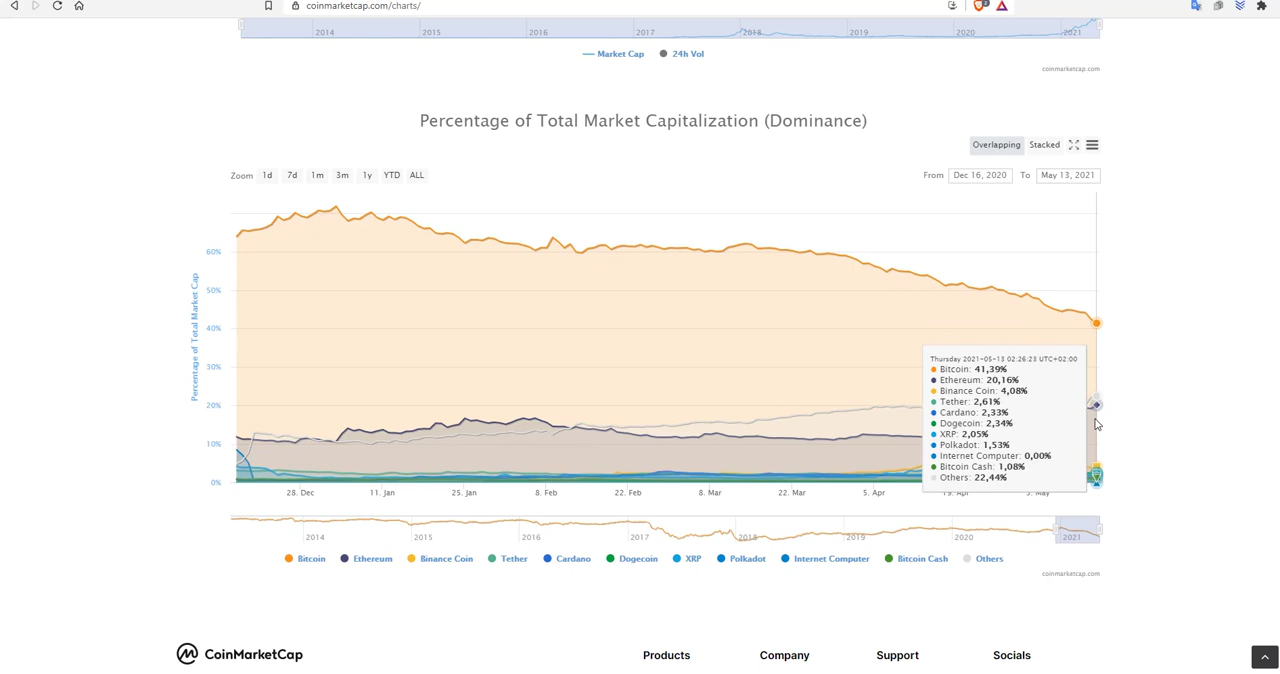 coinmarketcap.com/charts/
2014 2015 2016 2017 2018 2019 2020 2021
Market Cap 24h Vol
coinmarketcap.com
Percentage of Total Market Capitalization (Dominance)
Overlapping Stacked
Zoom 1d 7d 1m 3m 1y YTD ALL From Dec 16, 2020 To May 13, 2021
Percentage of Total Market Cap
60%
50%
40%
30%
20%
10%
0%
Thursday 2021-05-13 02:26:23 UTC+02:00
Bitcoin: 41,39%
Ethereum: 20,16%
Binance Coin: 4,08%
Tether: 2,61%
Cardano: 2,33%
Dogecoin: 2,34%
XRP: 2,05%
Polkadot: 1,53%
Internet Computer: 0,00%
Bitcoin Cash: 1,08%
Others: 22,44%
28. Dec 11. Jan 25. Jan 8. Feb 22. Feb 8. Mar 22. Mar 5. Apr 19. Apr 3. May
2014 2015 2016 2017 2018 2019 2020 2021
Bitcoin Ethereum Binance Coin Tether Cardano Dogecoin XRP Polkadot Internet Computer Bitcoin Cash Others
coinmarketcap.com
CoinMarketCap Products Company Support Socials